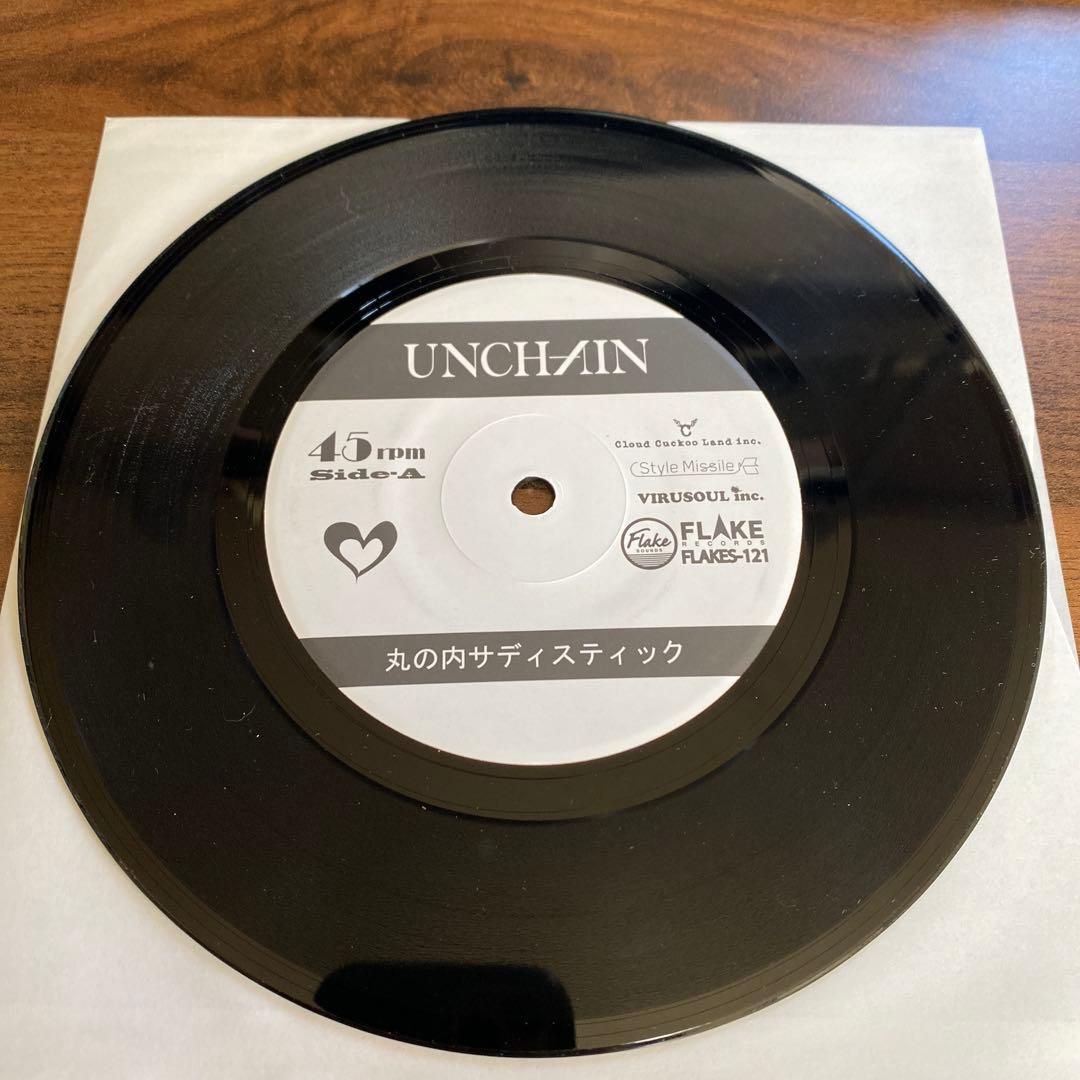 UNCHAIN
45 rpm
Side-A
C
Cloud Cuckoo Land inc.
Style Missile
VIRUSOUL inc.
Flake
SOUNDS
FLAKE
RECORDS
FLAKES-121
丸の内サディスティック